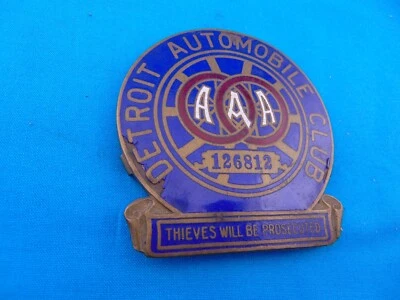 DETROIT AUTOMOBILE CLUB
AAA
126812
THIEVES WILL BE PROSECUTED